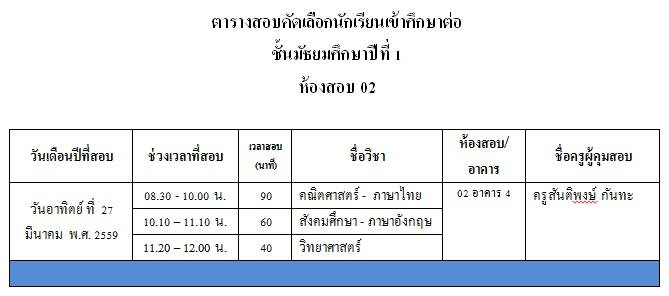 ตารางสอบคัดเลือกนักเรียนเข้าศึกษาต่อ
ชั้นมัธยมศึกษาปีที่ 1
ห้องสอบ 02
วันเดือนปีที่สอบ ช่วงเวลาที่สอบ เวลาสอบ (นาที) ชื่อวิชา ห้องสอบ/ อาคาร ชื่อครูผู้คุมสอบ
วันอาทิตย์ ที่ 27
มีนาคม พ.ศ. 2559
08.30 - 10.00 น. 90 คณิตศาสตร์ - ภาษาไทย 02 อาคาร 4 ครูสันติพงษ์ กันทะ
10.10 – 11.10 น. 60 สังคมศึกษา - ภาษาอังกฤษ
11.20 – 12.00 น. 40 วิทยาศาสตร์